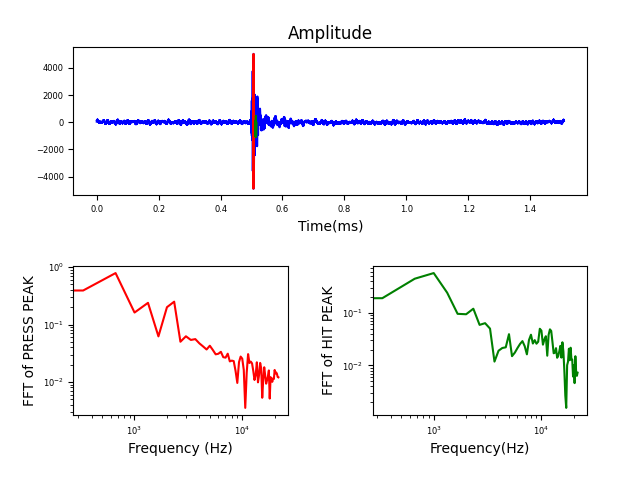 Amplitude
4000
2000
0
−2000
−4000
0.0 0.2 0.4 0.6 0.8 1.0 1.2 1.4
Time(ms)
FFT of PRESS PEAK
10⁰
10⁻¹
10⁻²
10³ 10⁴
Frequency (Hz)
FFT of HIT PEAK
10⁻¹
10⁻²
10³ 10⁴
Frequency(Hz)